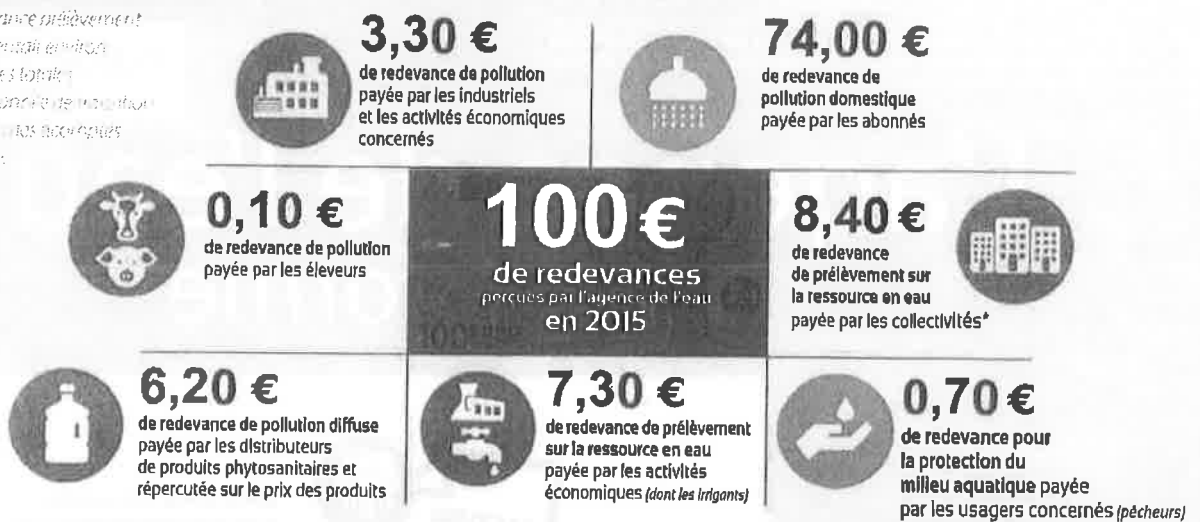 3,30 €
de redevance de pollution
payée par les industriels
et les activités économiques
concernés
74,00 €
de redevance de
pollution domestique
payée par les abonnés
0,10 €
de redevance de pollution
payée par les éleveurs
100 €
de redevances
perçues par l'agence de l'eau
en 2015
8,40 €
de redevance
de prélèvement sur
la ressource en eau
payée par les collectivités*
6,20 €
de redevance de pollution diffuse
payée par les distributeurs
de produits phytosanitaires et
répercutée sur le prix des produits
7,30 €
de redevance de prélèvement
sur la ressource en eau
payée par les activités
économiques (dont les irrigants)
0,70 €
de redevance pour
la protection du
milieu aquatique payée
par les usagers concernés (pêcheurs)